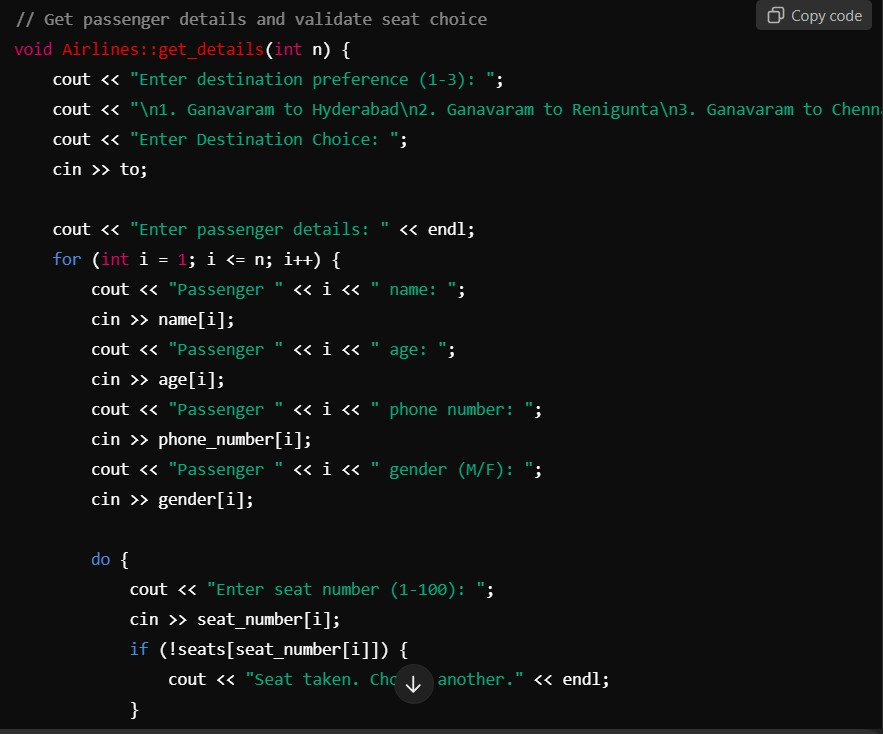 // Get passenger details and validate seat choice
Copy code
void Airlines::get_details(int n) {
    cout << "Enter destination preference (1-3): ";
    cout << "\n1. Ganavaram to Hyderabad\n2. Ganavaram to Renigunta\n3. Ganavaram to
    cout << "Enter Destination Choice: ";
    cin >> to;

    cout << "Enter passenger details: " << endl;
    for (int i = 1; i <= n; i++) {
        cout << "Passenger " << i << " name: ";
        cin >> name[i];
        cout << "Passenger " << i << " age: ";
        cin >> age[i];
        cout << "Passenger " << i << " phone number: ";
        cin >> phone_number[i];
        cout << "Passenger " << i << " gender (M/F): ";
        cin >> gender[i];

        do {
            cout << "Enter seat number (1-100): ";
            cin >> seat_number[i];
            if (!seats[seat_number[i]]) {
                cout << "Seat taken. another." << endl;
            }